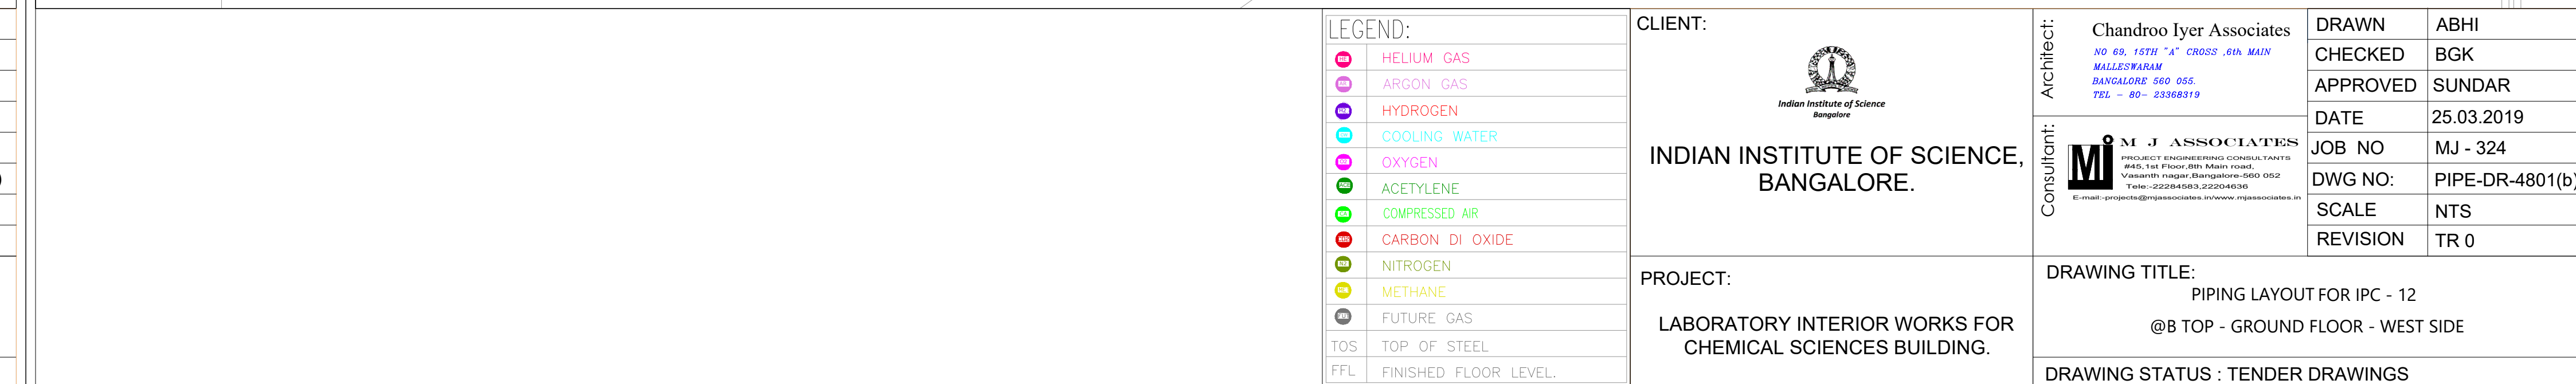 LEGEND:
HELIUM GAS
ARGON GAS
HYDROGEN
COOLING WATER
OXYGEN
ACETYLENE
COMPRESSED AIR
CARBON DI OXIDE
N2 NITROGEN
METHANE
FUTURE GAS
TOS TOP OF STEEL
FFL FINISHED FLOOR LEVEL.
CLIENT:
Indian Institute of Science
Bangalore
INDIAN INSTITUTE OF SCIENCE,
BANGALORE.
PROJECT:
LABORATORY INTERIOR WORKS FOR
CHEMICAL SCIENCES BUILDING.
Architect:
Chandroo Iyer Associates
NO 69, 15TH "A" CROSS ,6th MAIN
MALLESWARAM
BANGALORE 560 055.
TEL - 80- 23368319
Consultant:
M J ASSOCIATES
PROJECT ENGINEERING CONSULTANTS
#45,1st Floor,8th Main road,
Vasanth nagar,Bangalore-560 052
Tele:-22284583,22204636
E-mail:-projects@mjassociates.in/www.mjassociates.in
DRAWN ABHI
CHECKED BGK
APPROVED SUNDAR
DATE 25.03.2019
JOB NO MJ - 324
DWG NO: PIPE-DR-4801(b)
SCALE NTS
REVISION TR 0
DRAWING TITLE:
PIPING LAYOUT FOR IPC - 12
@B TOP - GROUND FLOOR - WEST SIDE
DRAWING STATUS : TENDER DRAWINGS